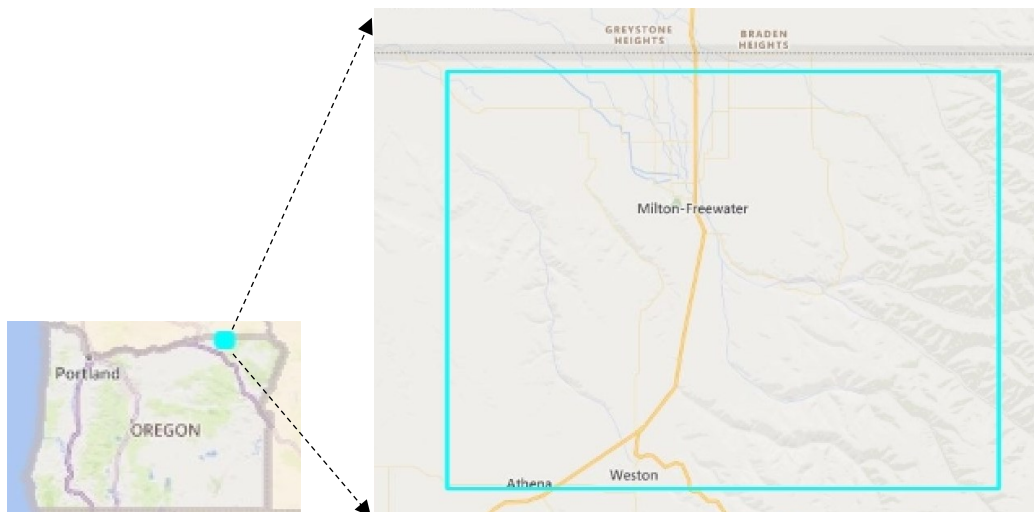 GREYSTONE
HEIGHTS
BRADEN
HEIGHTS
Milton-Freewater
Portland
OREGON
Weston
Athena